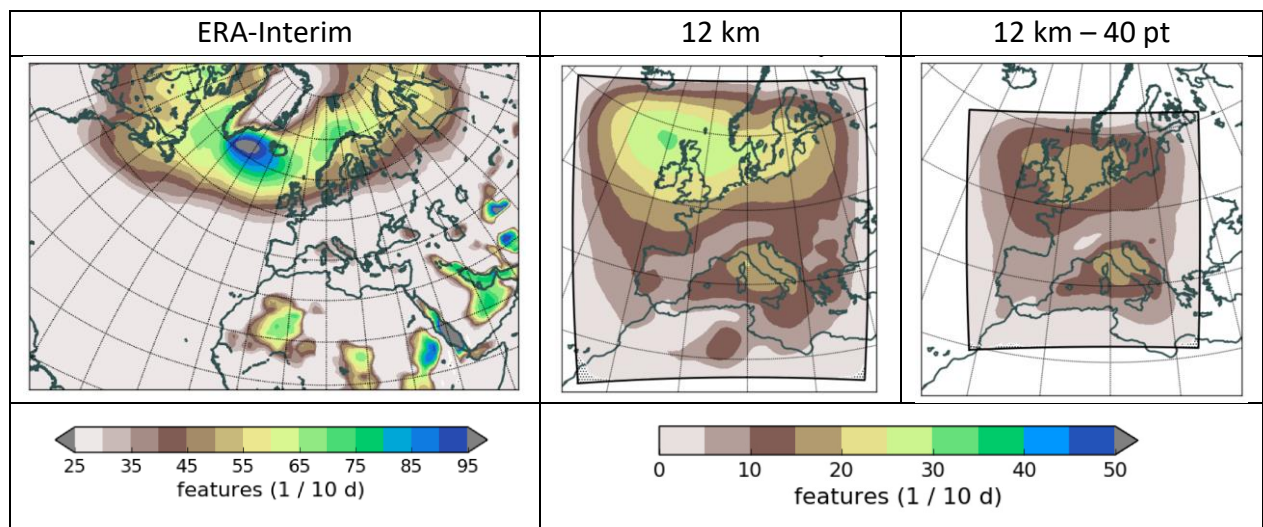 ERA-Interim
12 km
12 km – 40 pt
25 35 45 55 65 75 85 95
features (1 / 10 d)
0 10 20 30 40 50
features (1 / 10 d)